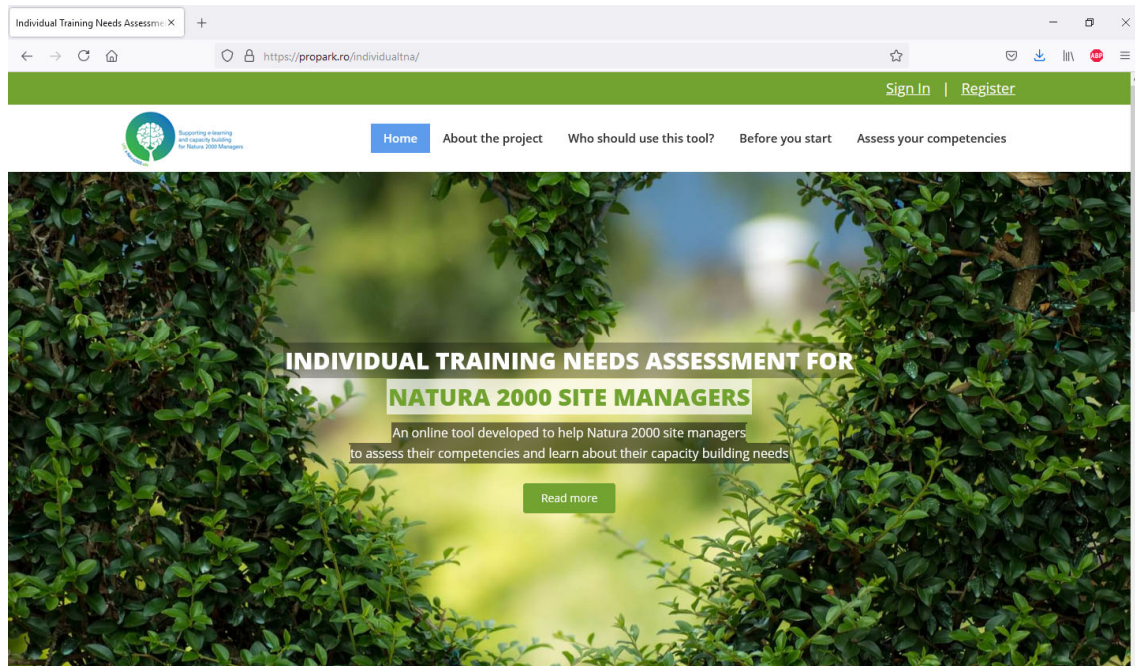 Individual Training Needs Assessme
https://propark.ro/individualtna/
ABP
Sign In | Register
Supporting e-learning
and capacity building
for Natura 2000 Managers
Home About the project Who should use this tool? Before you start Assess your competencies
INDIVIDUAL TRAINING NEEDS ASSESSMENT FOR
NATURA 2000 SITE MANAGERS
An online tool developed to help Natura 2000 site managers
to assess their competencies and learn about their capacity building needs
Read more